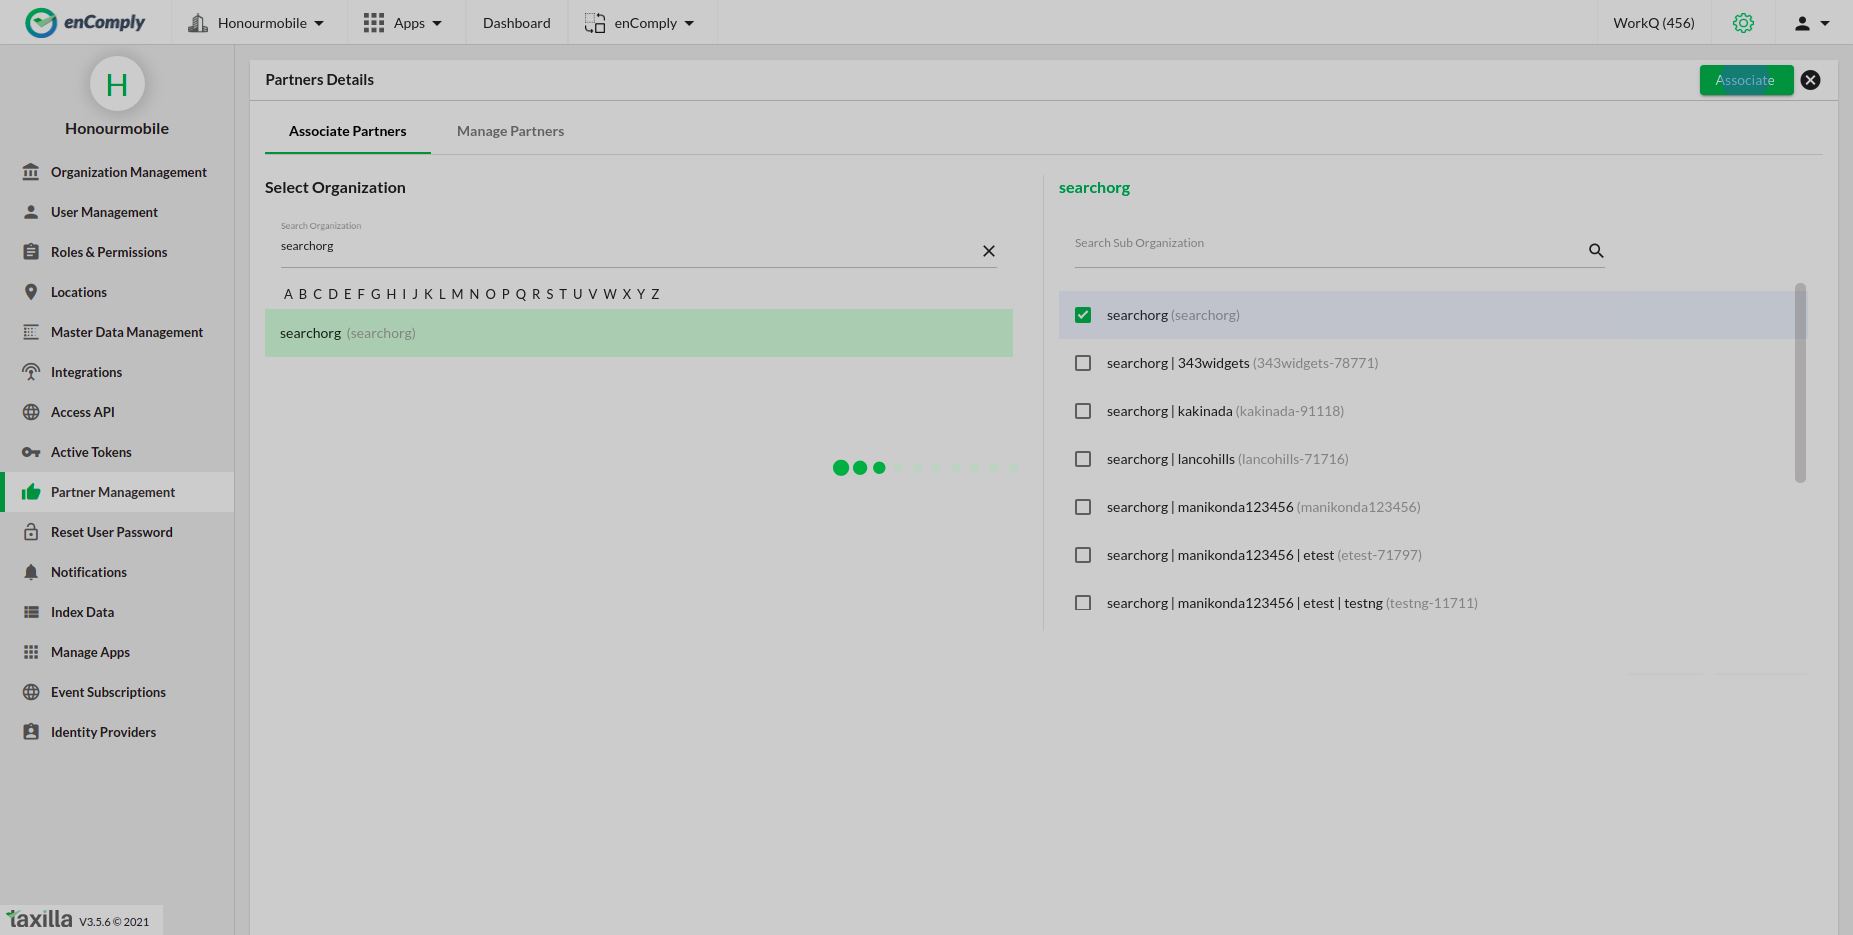 enComply
Honourmobile
Apps
Dashboard
enComply
WorkQ (456)
H
Honourmobile
Organization Management
User Management
Roles & Permissions
Locations
Master Data Management
Integrations
Access API
Active Tokens
Partner Management
Reset User Password
Notifications
Index Data
Manage Apps
Event Subscriptions
Identity Providers
taxilla V3.5.6 © 2021
Partners Details
Associate
Associate Partners
Manage Partners
Select Organization
Search Organization
searchorg
A B C D E F G H I J K L M N O P Q R S T U V W X Y Z
searchorg (searchorg)
searchorg
Search Sub Organization
searchorg (searchorg)
searchorg | 343widgets (343widgets-78771)
searchorg | kakinada (kakinada-91118)
searchorg | lancohills (lancohills-71716)
searchorg | manikonda123456 (manikonda123456)
searchorg | manikonda123456 | etest (etest-71797)
searchorg | manikonda123456 | etest | testng (testng-11711)